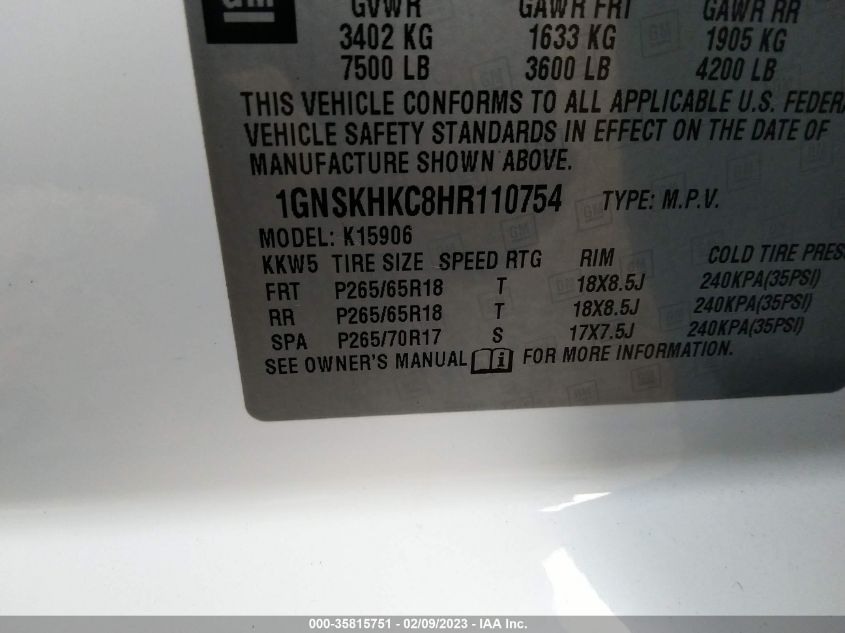 GM
GVWR GAWR FRT GAWR RR
3402 KG 1633 KG 1905 KG
7500 LB 3600 LB 4200 LB
THIS VEHICLE CONFORMS TO ALL APPLICABLE U.S. FEDERA
VEHICLE SAFETY STANDARDS IN EFFECT ON THE DATE OF
MANUFACTURE SHOWN ABOVE.
1GNSKHKC8HR110754 TYPE: M.P.V.
MODEL: K15906
KKW5 TIRE SIZE SPEED RTG RIM COLD TIRE PRES
FRT P265/65R18 T 18X8.5J 240KPA(35PSI)
RR P265/65R18 T 18X8.5J 240KPA(35PSI)
SPA P265/70R17 S 17X7.5J 240KPA(35PSI)
SEE OWNER'S MANUAL i FOR MORE INFORMATION.
000-35815751 - 02/09/2023 - IAA Inc.